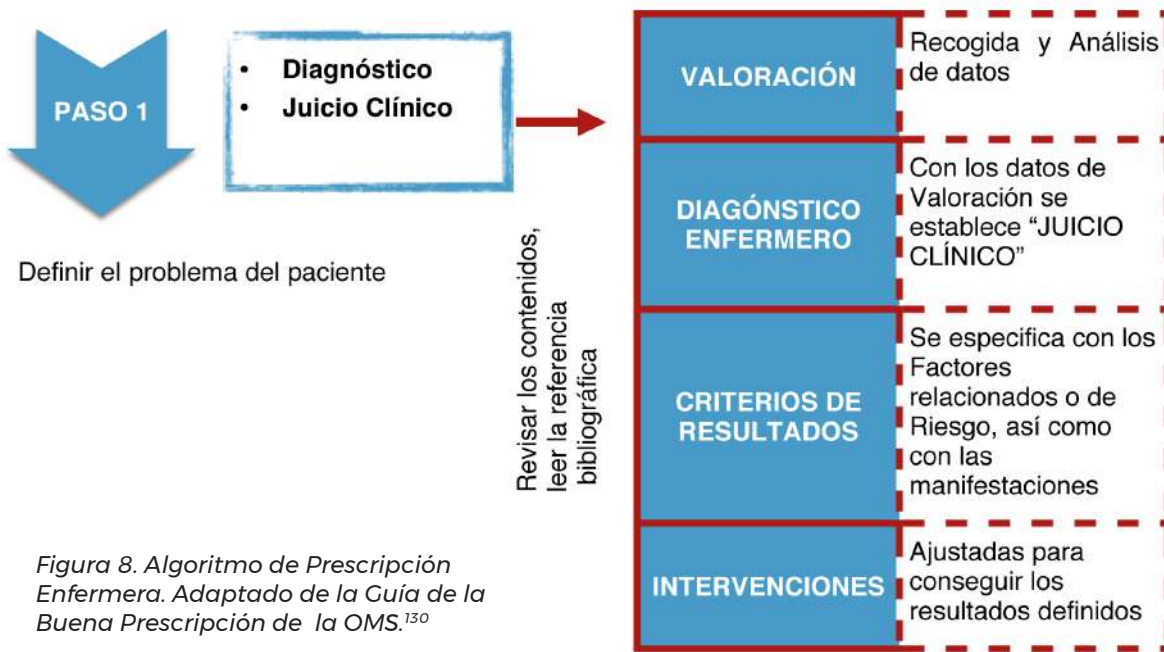 PASO 1
• Diagnóstico
• Juicio Clínico
Definir el problema del paciente
Revisar los contenidos,
leer la referencia
bibliográfica
VALORACIÓN
Recogida y Análisis
de datos
DIAGÓNSTICO
ENFERMERO
Con los datos de
Valoración se
establece “JUICIO
CLÍNICO”
CRITERIOS DE
RESULTADOS
Se especifica con los
Factores
relacionados o de
Riesgo, así como
con las
manifestaciones
INTERVENCIONES
Ajustadas para
conseguir los
resultados definidos
Figura 8. Algoritmo de Prescripción
Enfermera. Adaptado de la Guía de la
Buena Prescripción de la OMS.¹³⁰